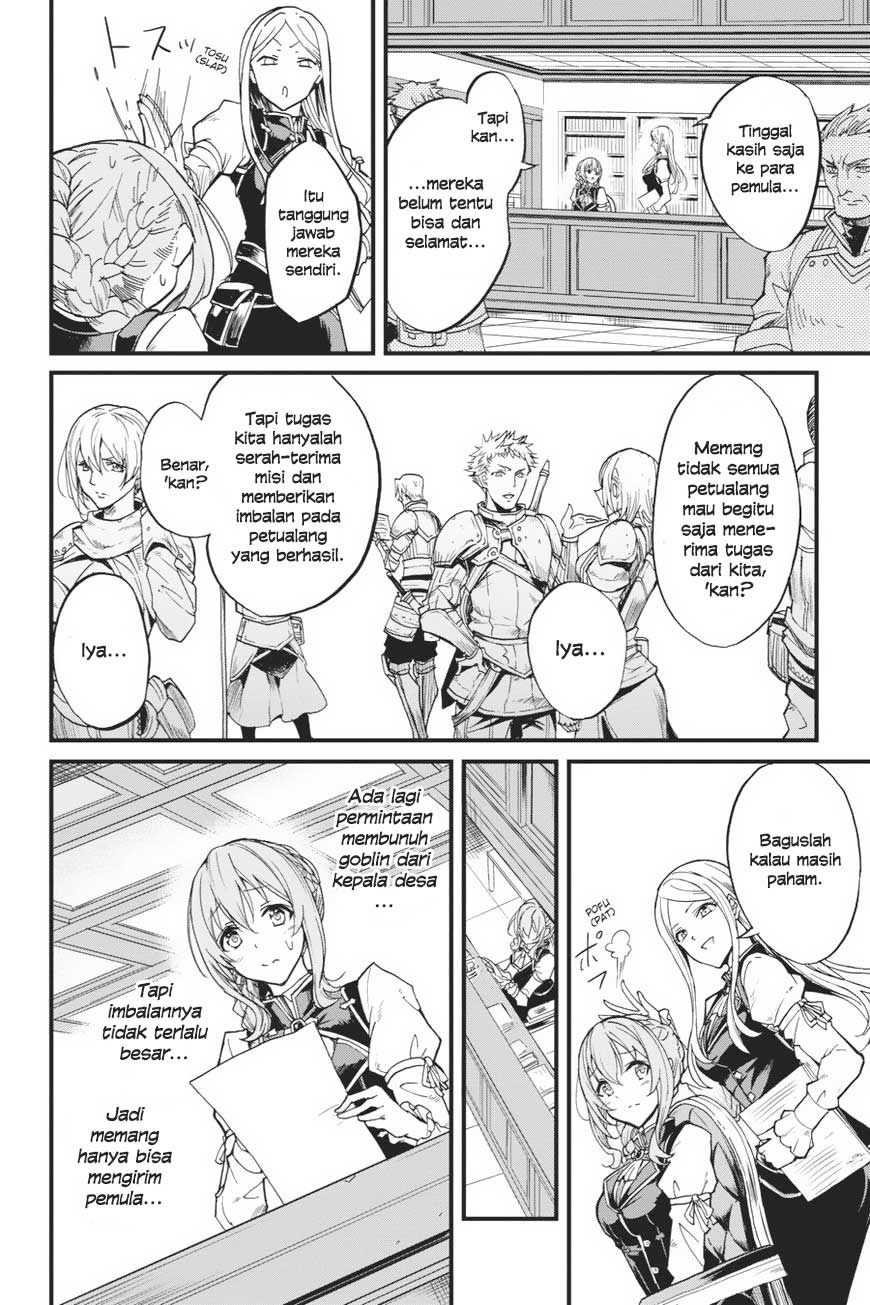 Tinggal
kasih saja
ke para
pemula...
Tapi
kan...
...mereka
belum tentu
bisa dan
selamat...
トスッ
TOSU
(SLAP)
Itu
tanggung
jawab
mereka
sendiri.
Memang
tidak semua
petualang
mau begitu
saja mene-
rima tugas
dari kita,
'kan?
Iya...
Tapi tugas
kita hanyalah
serah-terima
misi dan
memberikan
imbalan pada
petualang
yang berhasil.
Benar,
'kan?
Iya...
Baguslah
kalau masih
paham.
POFU
(PAT)
ポフ
Ada lagi
permintaan
membunuh
goblin dari
kepala desa
...
Tapi
imbalannya
tidak terlalu
besar...
Jadi
memang
hanya bisa
mengirim
pemula...